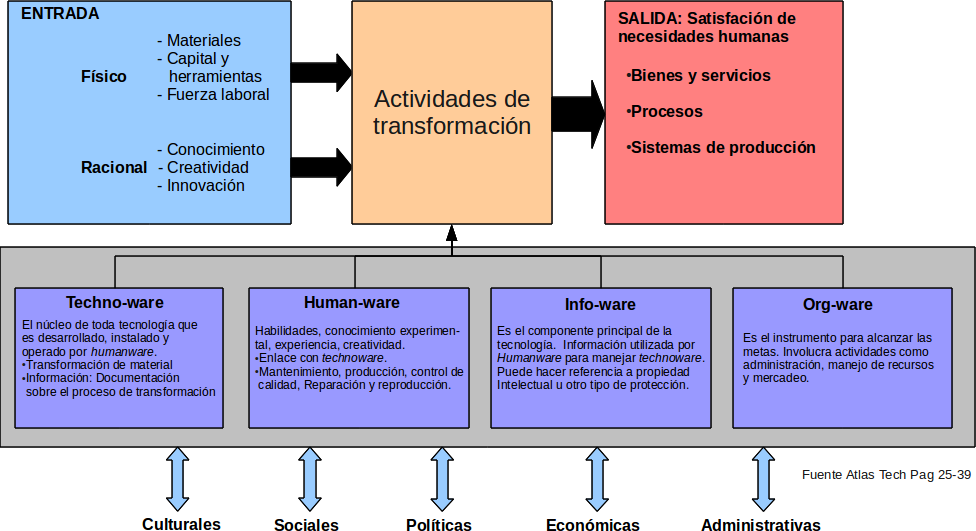 ENTRADA
Físico
- Materiales
- Capital y
herramientas
- Fuerza laboral
Racional
- Conocimiento
- Creatividad
- Innovación
Actividades de
transformación
SALIDA: Satisfación de
necesidades humanas
•Bienes y servicios
•Procesos
•Sistemas de producción
Techno-ware
El núcleo de toda tecnología que
es desarrollado, instalado y
operado por humanware.
•Transformación de material
•Información: Documentación
sobre el proceso de transformación
Human-ware
Habilidades, conocimiento experimen-
tal, experiencia, creatividad.
•Enlace con technoware.
•Mantenimiento, producción, control de
calidad, Reparación y reproducción.
Info-ware
Es el componente principal de la
tecnología. Información utilizada por
Humanware para manejar technoware.
Puede hacer referencia a propiedad
Intelectual u otro tipo de protección.
Org-ware
Es el instrumento para alcanzar las
metas. Involucra actividades como
administración, manejo de recursos
y mercadeo.
Fuente Atlas Tech Pag 25-39
Culturales
Sociales
Políticas
Económicas
Administrativas